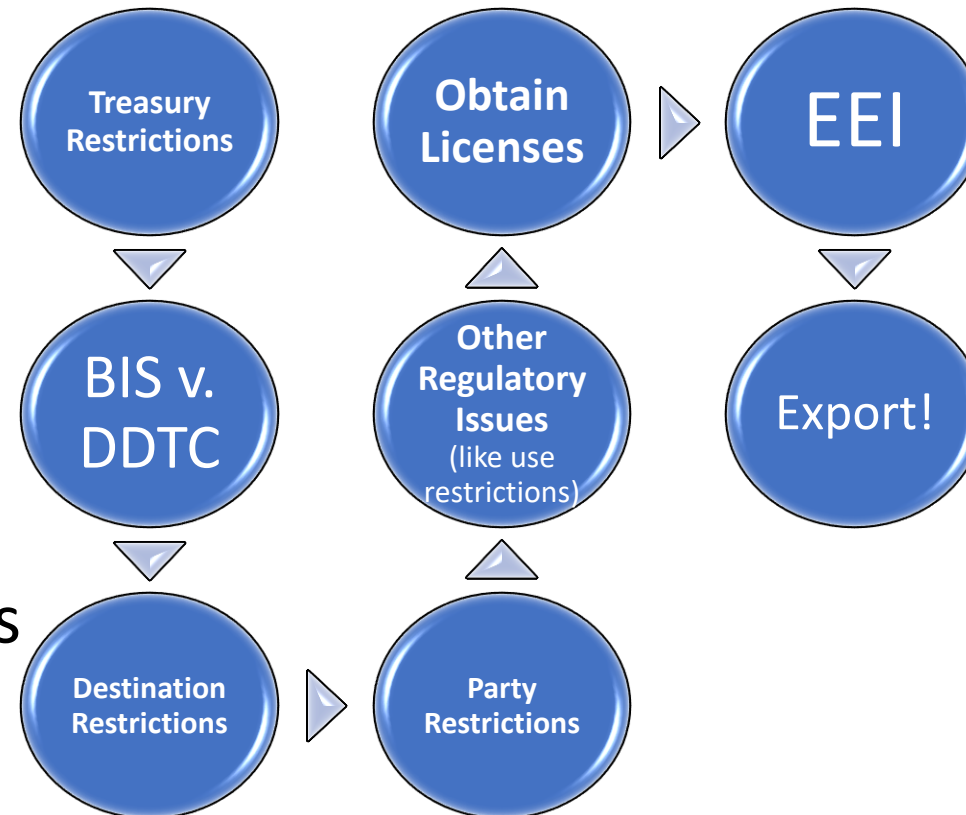 Treasury
Restrictions
BIS v.
DDTC
s
Destination
Restrictions
Party
Restrictions
Other
Regulatory
Issues
(like use
restrictions)
Obtain
Licenses
EEI
Export!